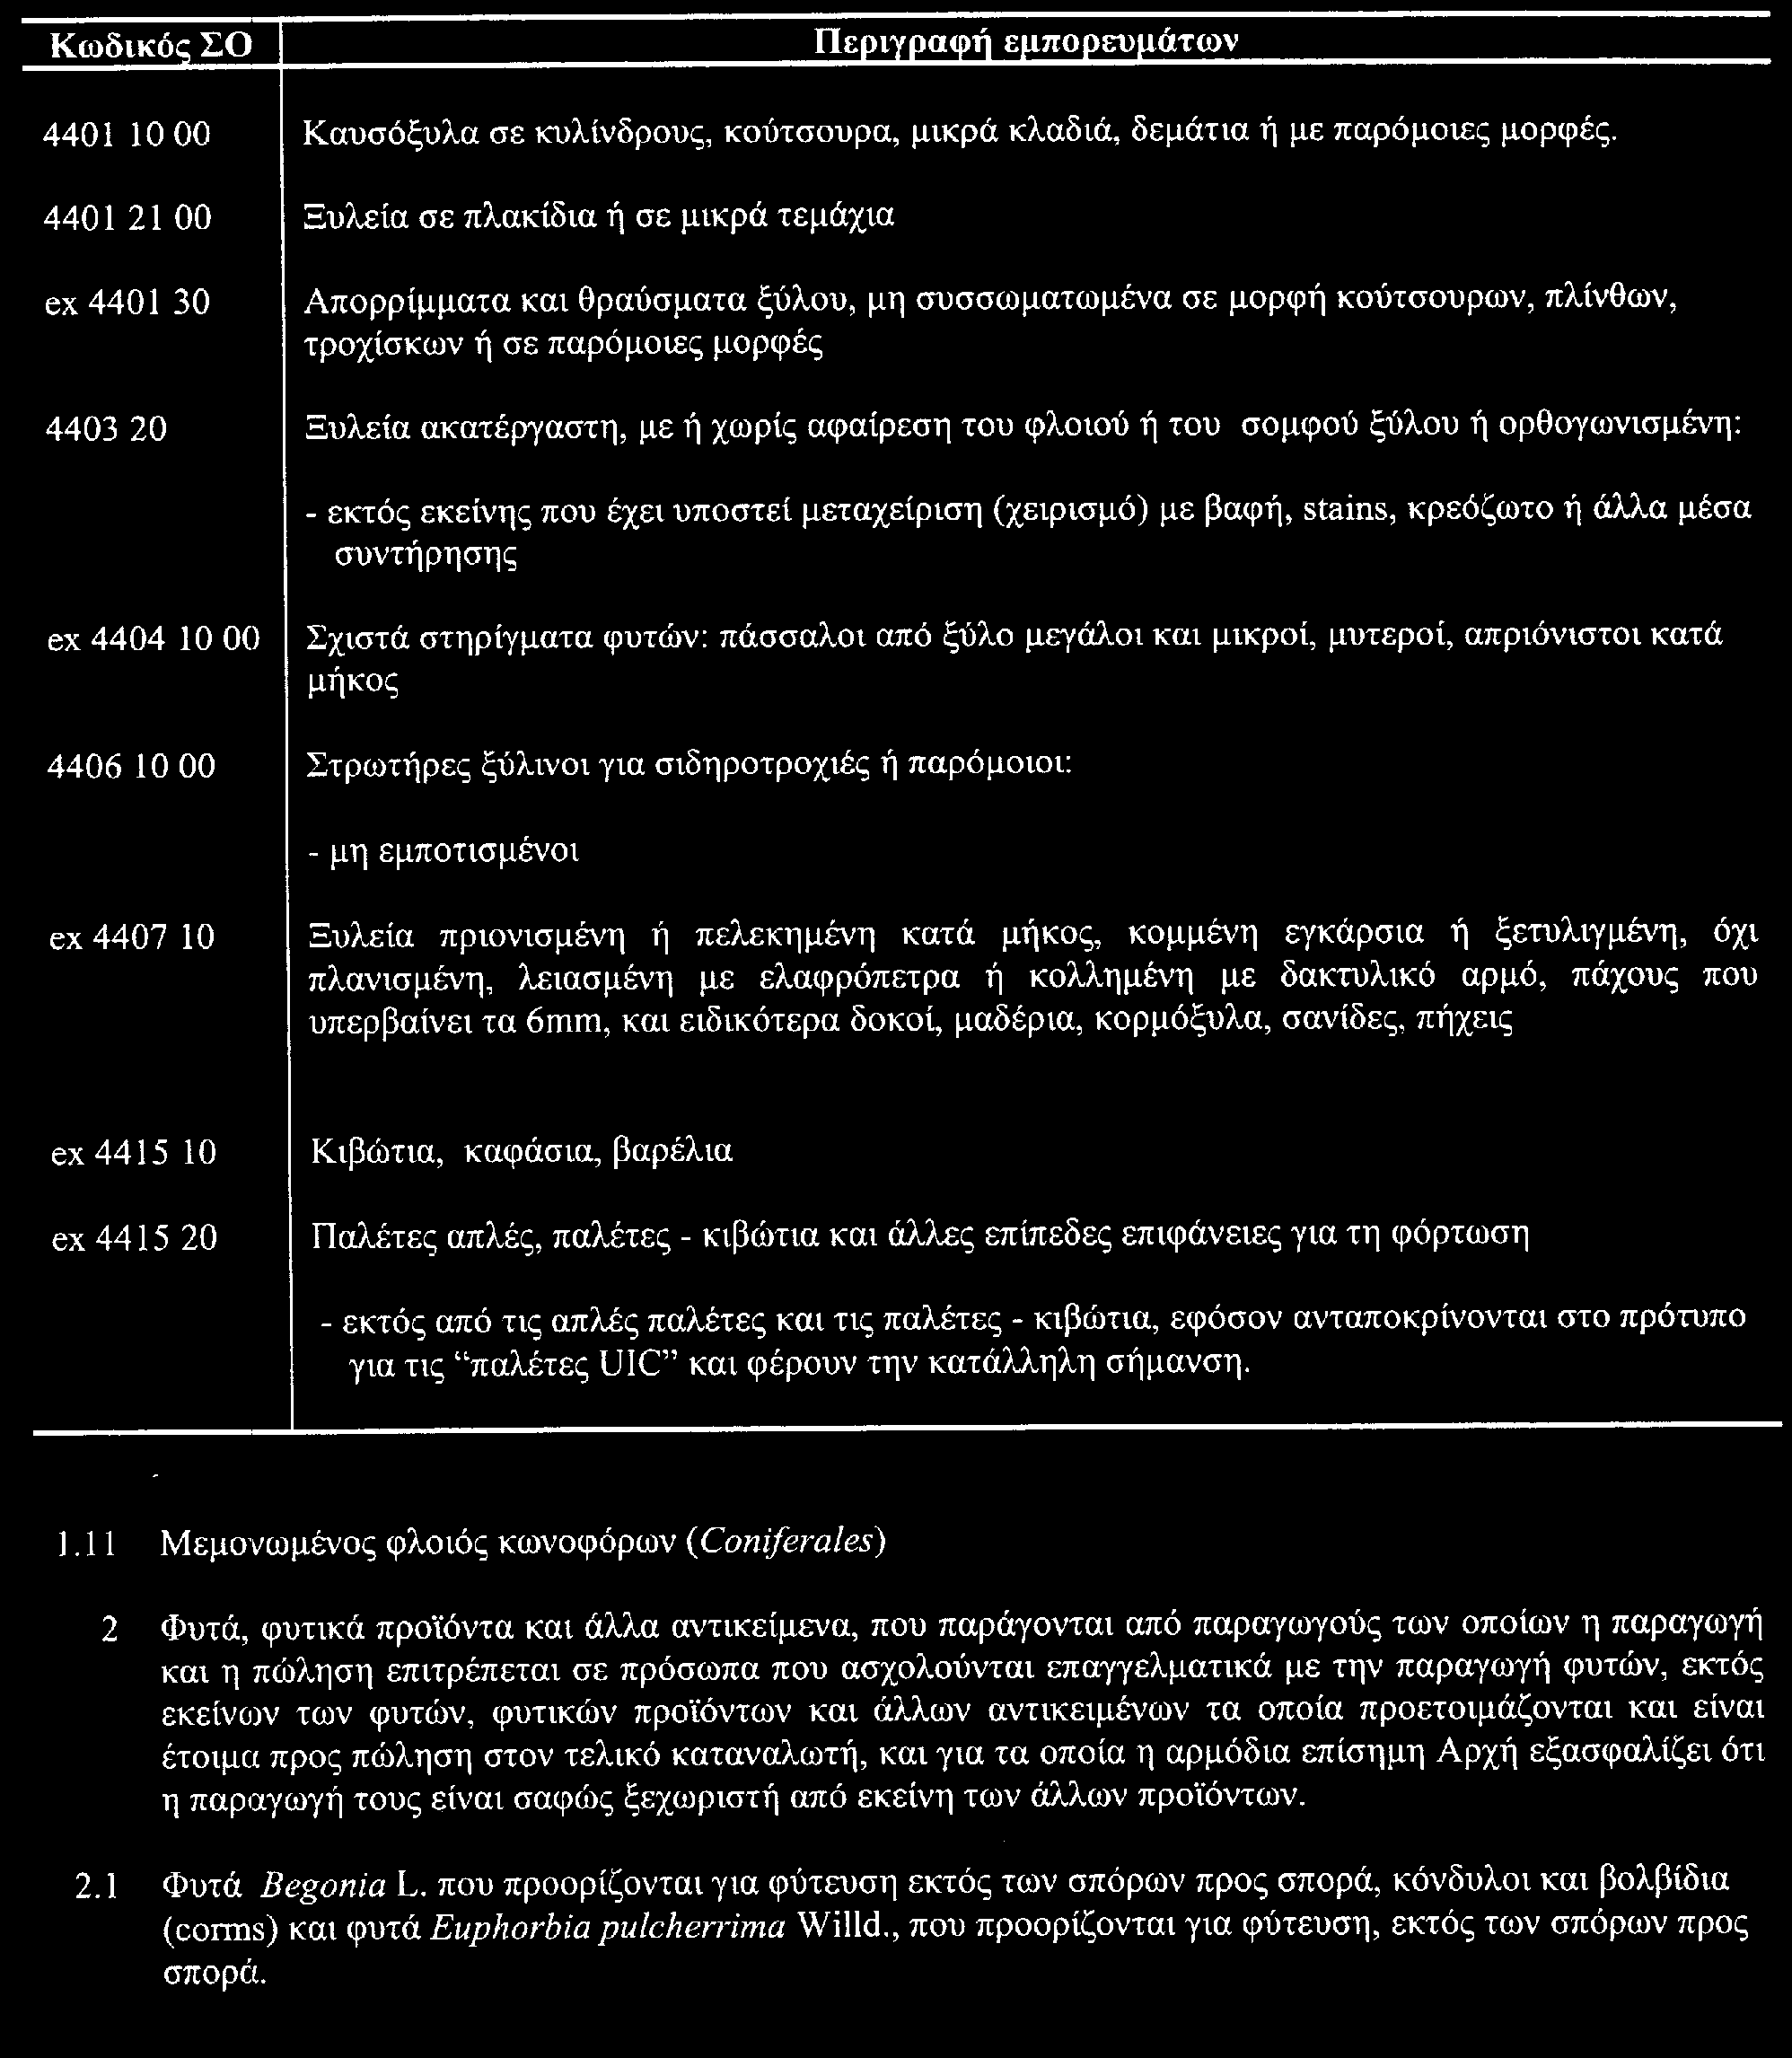 Κωδικός ΣΟ Περιγραφή εμπορευμάτων
4401 10 00 Καυσόξυλα σε κυλίνδρους, κούτσουρα, μικρά κλαδιά, δεμάτια ή με παρόμοιες μορφές.
4401 21 00 Ξυλεία σε πλακίδια ή σε μικρά τεμάχια
ex 4401 30 Απορρίμματα και θραύσματα ξύλου, μη συσσωματωμένα σε μορφή κούτσουρων, πλίνθων,
τροχίσκων ή σε παρόμοιες μορφές
4403 20 Ξυλεία ακατέργαστη, με ή χωρίς αφαίρεση του φλοιού ή του σομφού ξύλου ή ορθογωνισμένη:
- εκτός εκείνης που έχει υποστεί μεταχείριση (χειρισμό) με βαφή, stains, κρεόζωτο ή άλλα μέσα
συντήρησης
ex 4404 10 00 Σχιστά στηρίγματα φυτών: πάσσαλοι από ξύλο μεγάλοι και μικροί, μυτεροί, απριόνιστοι κατά
μήκος
4406 10 00 Στρωτήρες ξύλινοι για σιδηροτροχιές ή παρόμοιοι:
- μη εμποτισμένοι
ex 4407 10 Ξυλεία πριονισμένη ή πελεκημένη κατά μήκος, κομμένη εγκάρσια ή ξετυλιγμένη, όχι
πλανισμένη, λειασμένη με ελαφρόπετρα ή κολλημένη με δακτυλικό αρμό, πάχους που
υπερβαίνει τα 6mm, και ειδικότερα δοκοί, μαδέρια, κορμόξυλα, σανίδες, πήχεις
ex 4415 10 Κιβώτια, καφάσια, βαρέλια
ex 4415 20 Παλέτες απλές, παλέτες - κιβώτια και άλλες επίπεδες επιφάνειες για τη φόρτωση
- εκτός από τις απλές παλέτες και τις παλέτες - κιβώτια, εφόσον ανταποκρίνονται στο πρότυπο
για τις “παλέτες UIC” και φέρουν την κατάλληλη σήμανση.
1.11 Μεμονωμένος φλοιός κωνοφόρων (Coniferales)
2 Φυτά, φυτικά προϊόντα και άλλα αντικείμενα, που παράγονται από παραγωγούς των οποίων η παραγωγή
και η πώληση επιτρέπεται σε πρόσωπα που ασχολούνται επαγγελματικά με την παραγωγή φυτών, εκτός
εκείνων των φυτών, φυτικών προϊόντων και άλλων αντικειμένων τα οποία προετοιμάζονται και είναι
έτοιμα προς πώληση στον τελικό καταναλωτή, και για τα οποία η αρμόδια επίσημη Αρχή εξασφαλίζει ότι
η παραγωγή τους είναι σαφώς ξεχωριστή από εκείνη των άλλων προϊόντων.
2.1 Φυτά Begonia L. που προορίζονται για φύτευση εκτός των σπόρων προς σπορά, κόνδυλοι και βολβίδια
(corms) και φυτά Euphorbia pulcherrima Willd., που προορίζονται για φύτευση, εκτός των σπόρων προς
σπορά.